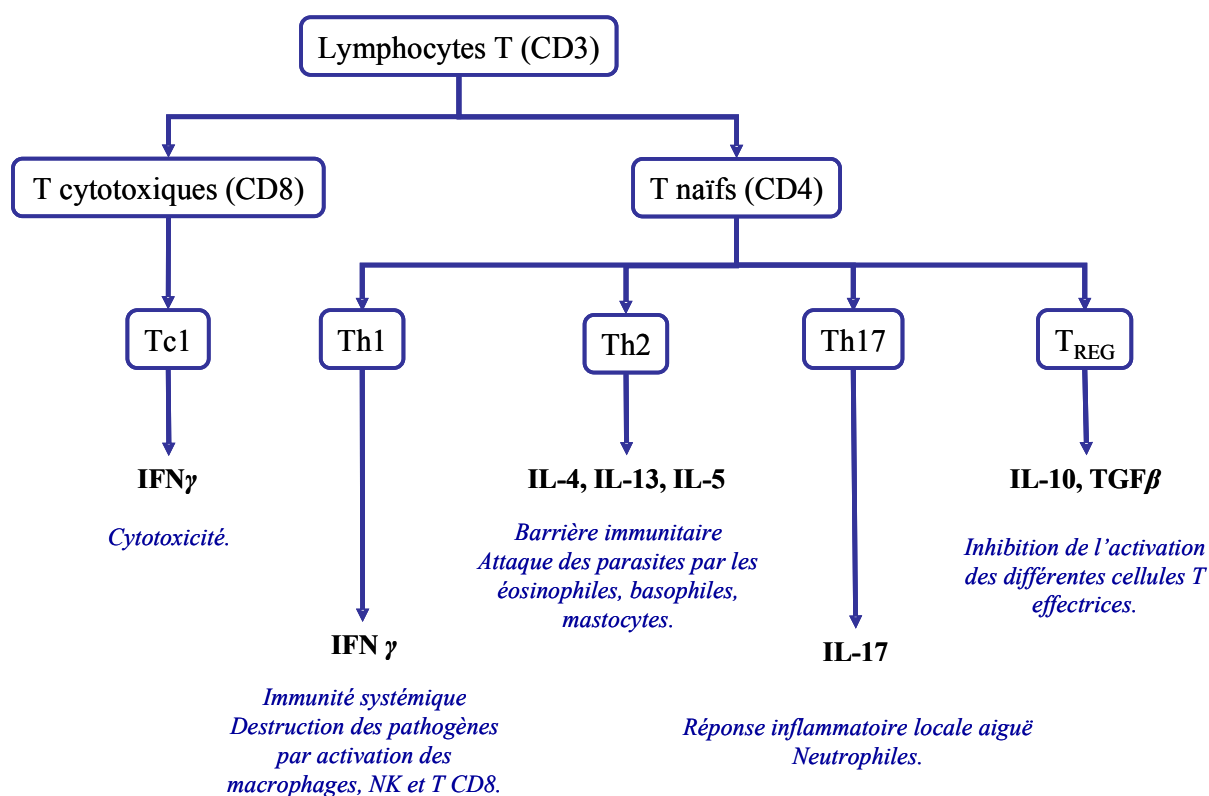 Lymphocytes T (CD3)
T cytotoxiques (CD8)
T naïfs (CD4)
Tc1
Th1
Th2
Th17
TREG
IFNγ
Cytotoxicité.
IFN γ
Immunité systémique
Destruction des pathogènes
par activation des
macrophages, NK et T CD8.
IL-4, IL-13, IL-5
Barrière immunitaire
Attaque des parasites par les
éosinophiles, basophiles,
mastocytes.
IL-17
Réponse inflammatoire locale aiguë
Neutrophiles.
IL-10, TGFβ
Inhibition de l’activation
des différentes cellules T
effectrices.